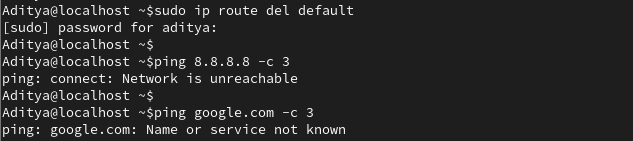 Aditya@localhost ~$sudo ip route del default
[sudo] password for aditya:
Aditya@localhost ~$
Aditya@localhost ~$ping 8.8.8.8 -c 3
ping: connect: Network is unreachable
Aditya@localhost ~$
Aditya@localhost ~$ping google.com -c 3
ping: google.com: Name or service not known